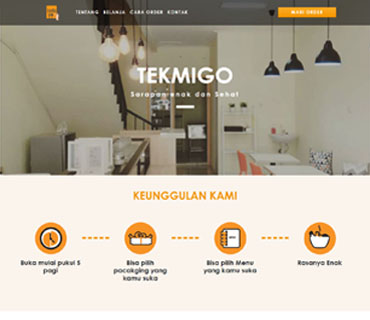 TENTANG BELANJA CARA ORDER KONTAK
MARI ORDER
TEKMIGO
Sarapan enak dan Sehat
KEUNGGULAN KAMI
Buka mulai pukul 5
pagi
Bisa pilih
pacakging yang
kamu suka
Bisa pilih Menu
yang kamu suka
Rasanya Enak